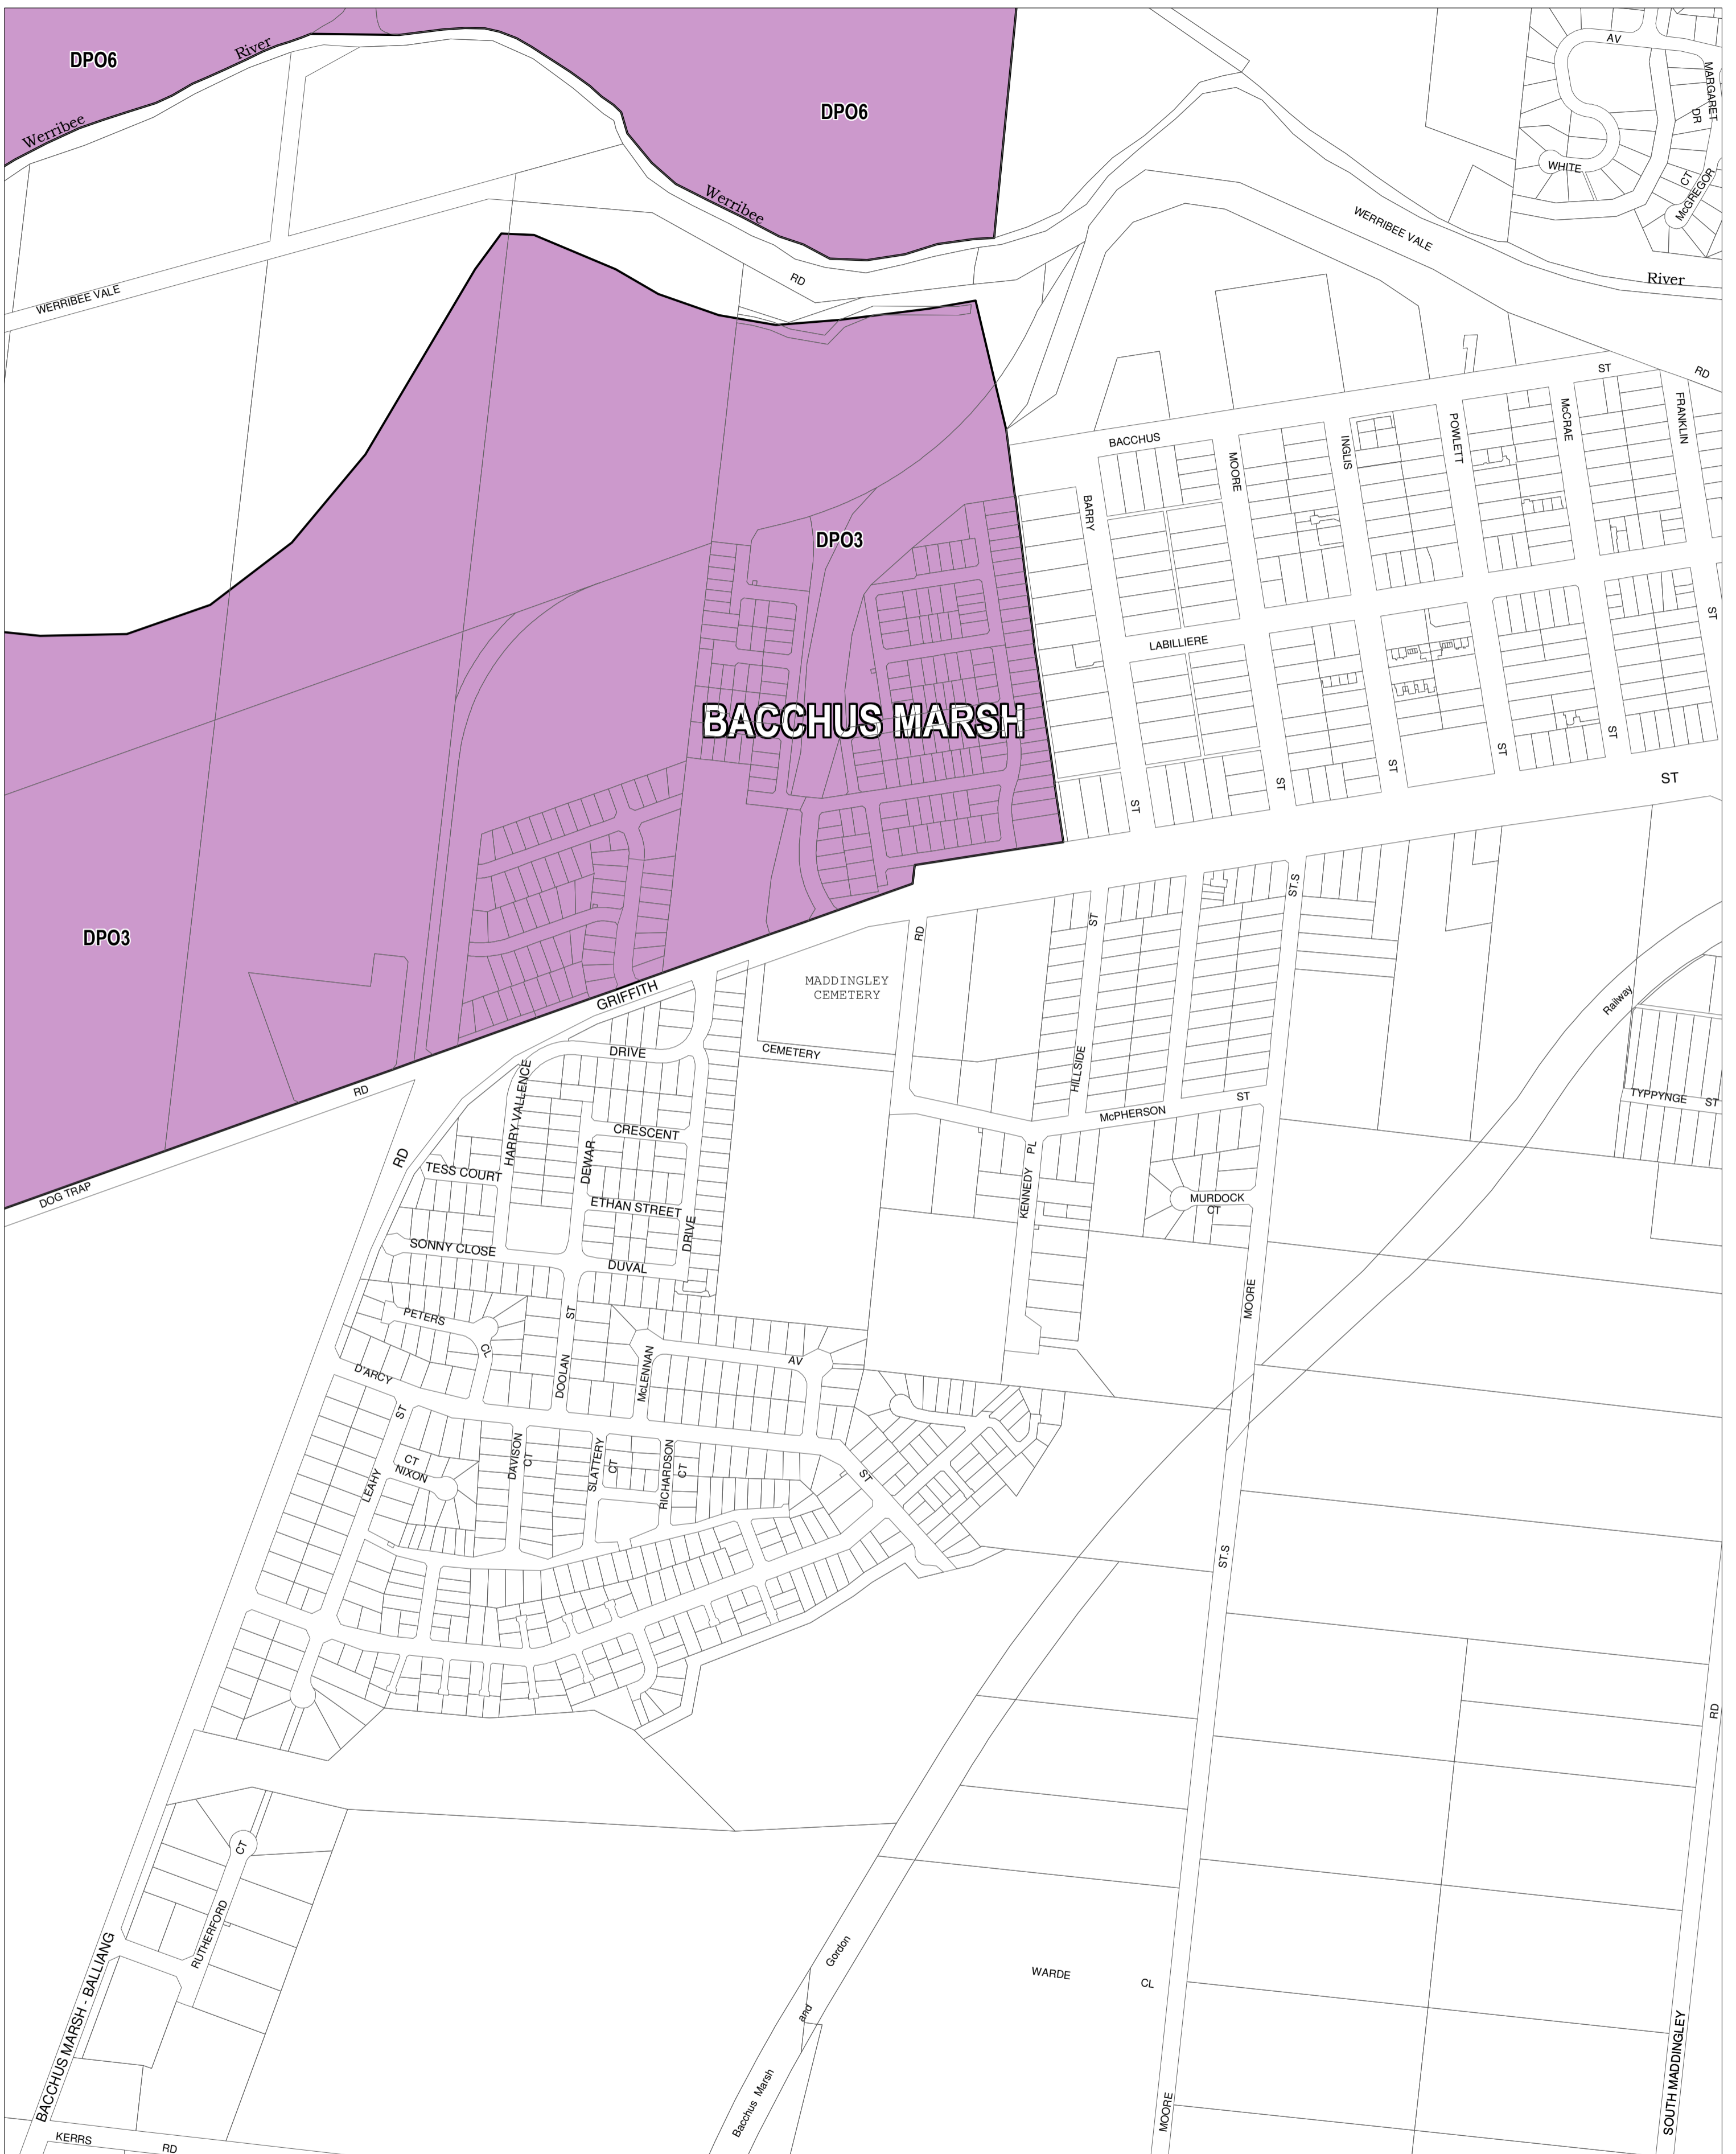 DPO6
River
Werribee
DPO6
Werribee
AV
MARGARET
DR
WHITE
CT
McGREGOR
WERRIBEE VALE
River
WERRIBEE VALE
RD
RD
ST
BACCHUS
BARRY
MOORE
INGLIS
POWLETT
McCRAE
FRANKLIN
DPO3
LABILLIERE
ST
BACCHUS MARSH
ST
ST
ST
ST
ST
ST
DPO3
GRIFFITH
RD
MADDINGLEY
CEMETERY
CEMETERY
ST
ST.S
HILLSIDE
Railway
TYPPYNGE ST
McPHERSON
ST
DOG TRAP
RD
RD
DRIVE
HARRY VALLENCE
CRESCENT
DEWAR
TESS COURT
ETHAN STREET
DRIVE
SONNY CLOSE
DUVAL
KENNEDY PL
MURDOCK
CT
MOORE
PETERS
CL
ST
DOOLAN
McLENNAN
AV
D'ARCY
ST
LEAHY
CT
NIXON
DAVISON
CT
SLATTERY
CT
RICHARDSON
CT
ST
ST.S
RD
CT
RUTHERFORD
BACCHUS MARSH - BALLIANG
Gordon
and
Bacchus Marsh
WARDE CL
MOORE
SOUTH MADDINGLEY
KERRS RD